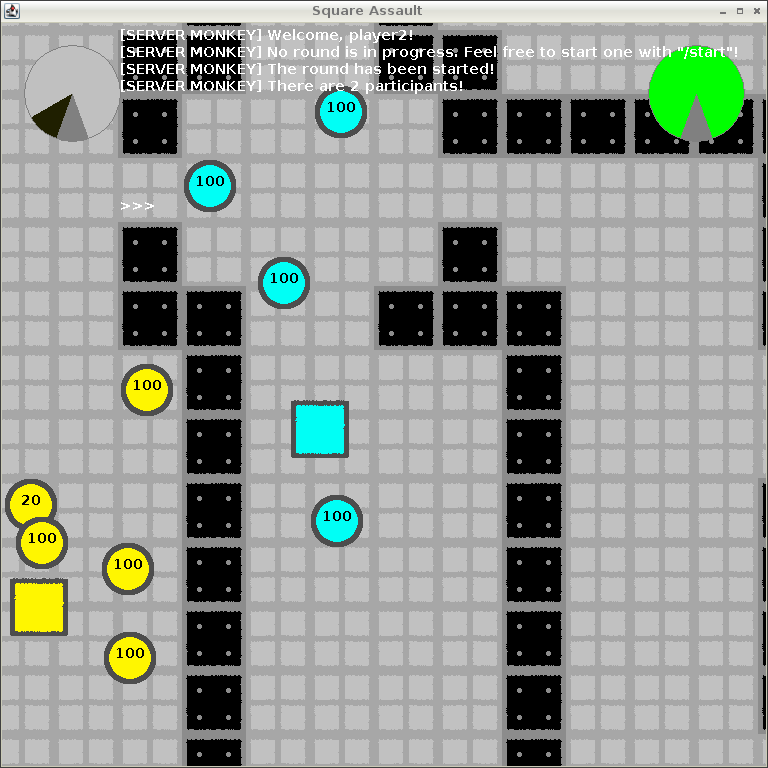 Square Assault
[SERVER MONKEY] Welcome, player2!
[SERVER MONKEY] No round is in progress. Feel free to start one with "/start"!
[SERVER MONKEY] The round has been started!
[SERVER MONKEY] There are 2 participants!
100
100
>>>
100
100
20
100
100
100
100